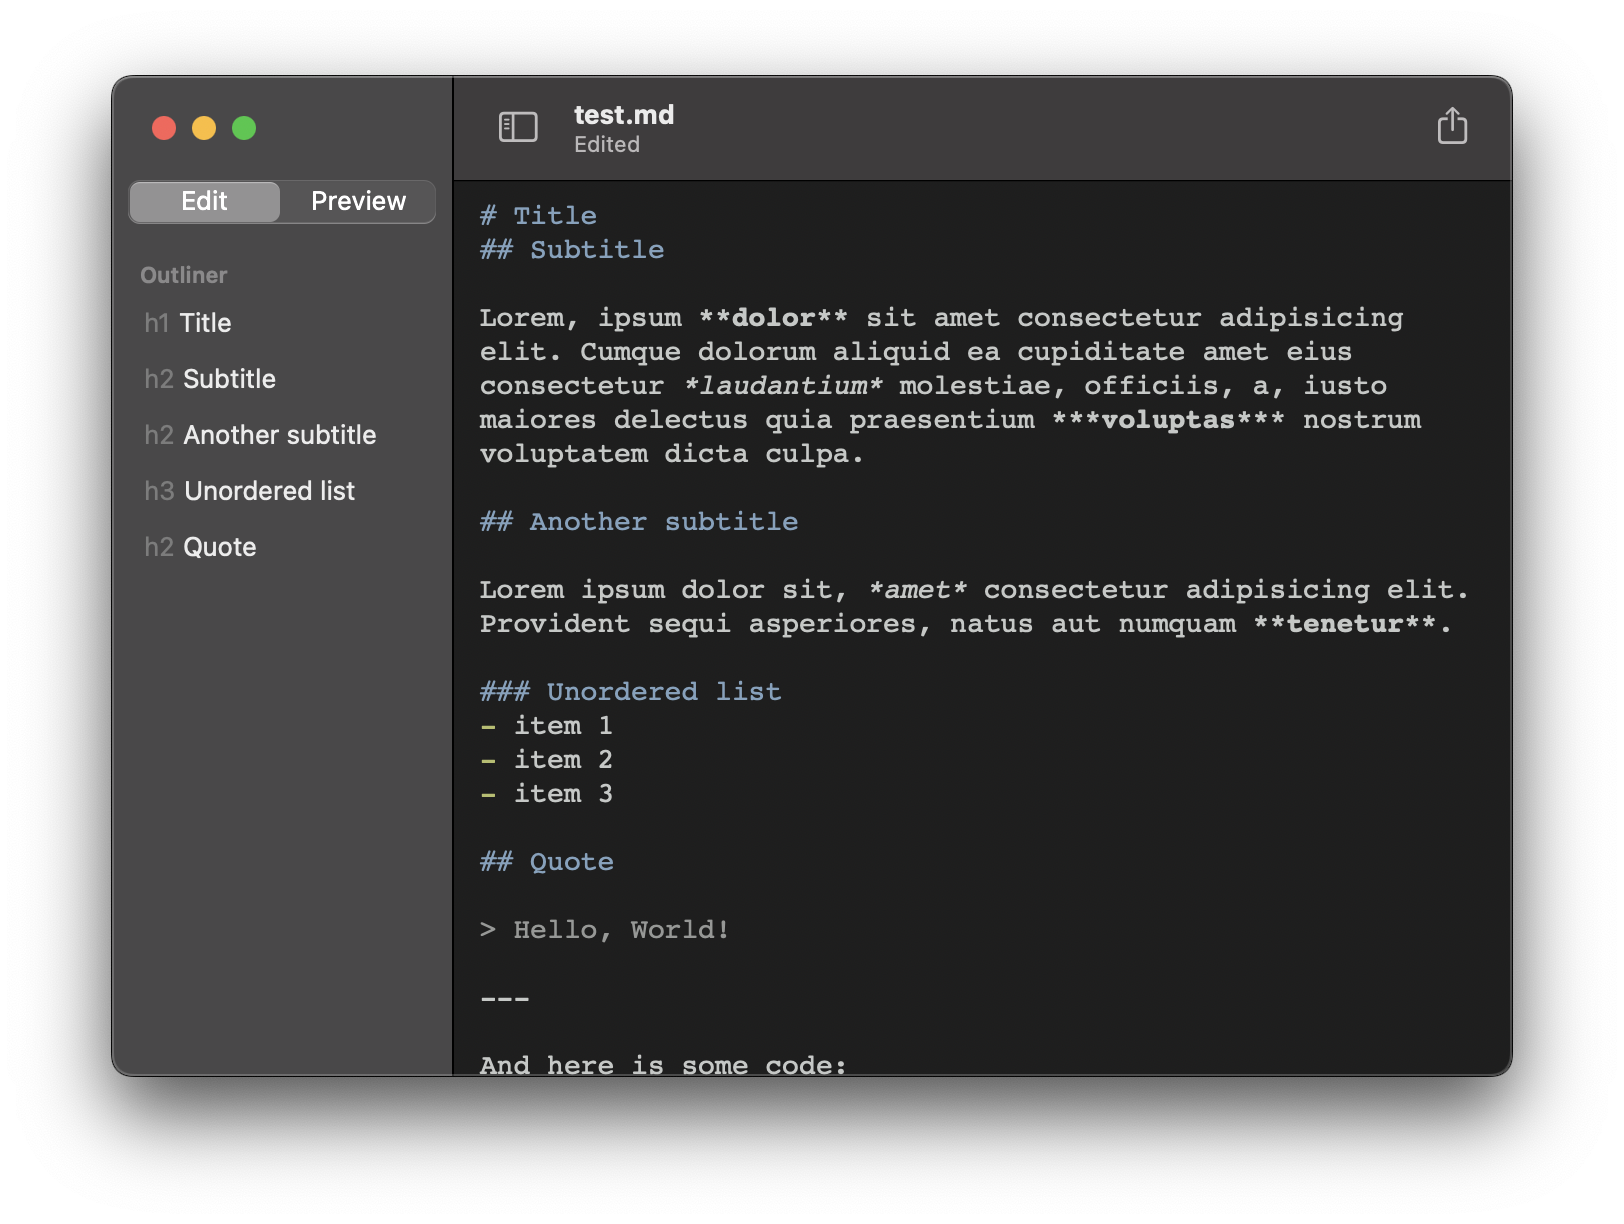 test.md
Edited
Edit Preview
Outliner
h1 Title
h2 Subtitle
h2 Another subtitle
h3 Unordered list
h2 Quote
# Title
## Subtitle
Lorem, ipsum **dolor** sit amet consectetur adipisicing
elit. Cumque dolorum aliquid ea cupiditate amet eius
consectetur *laudantium* molestiae, officiis, a, iusto
maiores delectus quia praesentium ***voluptas*** nostrum
voluptatem dicta culpa.
## Another subtitle
Lorem ipsum dolor sit, *amet* consectetur adipisicing elit.
Provident sequi asperiores, natus aut numquam **tenetur**.
### Unordered list
- item 1
- item 2
- item 3
## Quote
> Hello, World!
---
And here is some code: